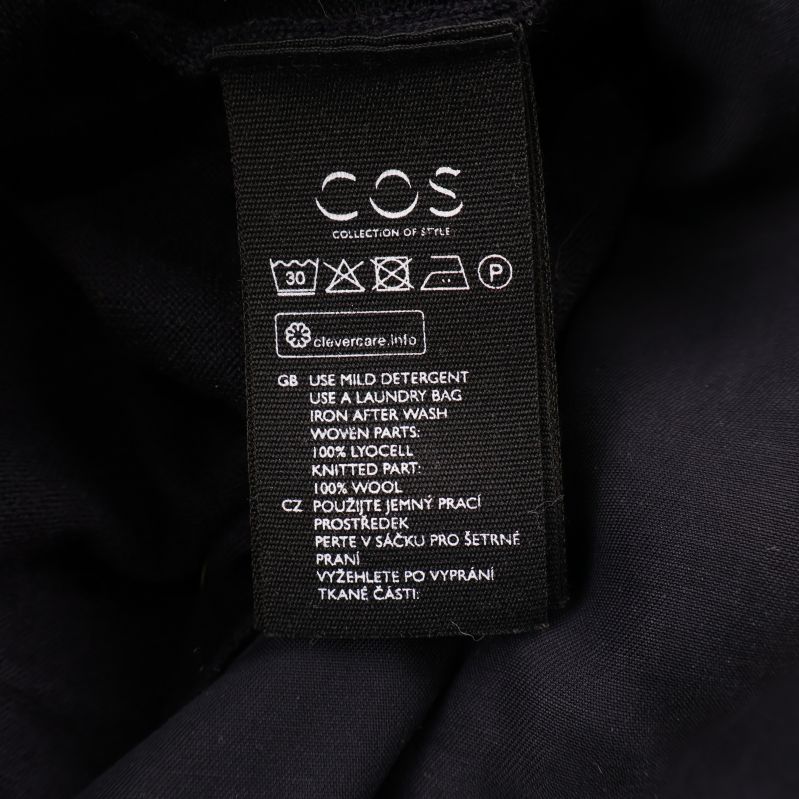 COS
COLLECTION OF STYLE
30 P
clevercare.info
GB USE MILD DETERGENT
USE A LAUNDRY BAG
IRON AFTER WASH
WOVEN PARTS:
100% LYOCELL
KNITTED PART:
100% WOOL
CZ POUŽIJTE JEMNÝ PRACÍ
PROSTŘEDEK
PERTE V SÁČKU PRO ŠETRNÉ
PRANÍ
VYŽEHLETE PO VYPRÁNÍ
TKANÉ ČÁSTI: